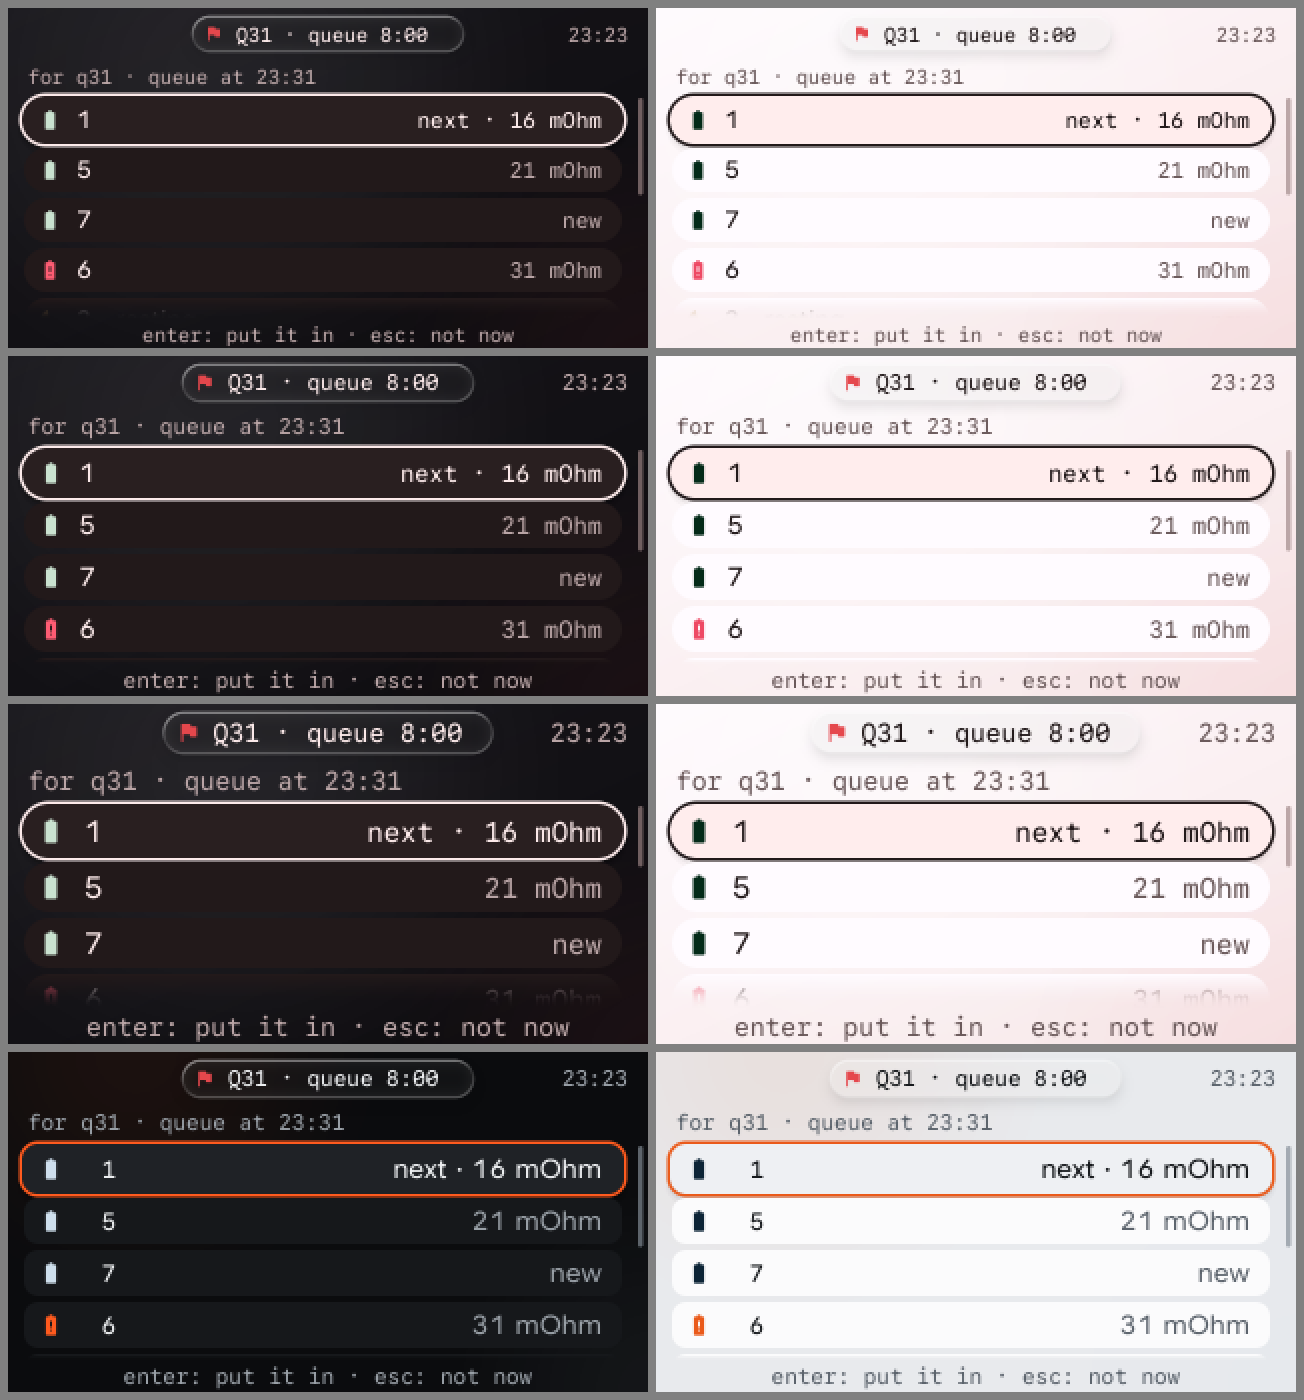 Q31 · queue 8:00 23:23
for q31 · queue at 23:31
1 next · 16 mOhm
5 21 mOhm
7 new
6 31 mOhm
enter: put it in · esc: not now
Q31 · queue 8:00 23:23
for q31 · queue at 23:31
1 next · 16 mOhm
5 21 mOhm
7 new
6 31 mOhm
enter: put it in · esc: not now
Q31 · queue 8:00 23:23
for q31 · queue at 23:31
1 next · 16 mOhm
5 21 mOhm
7 new
6 31 mOhm
enter: put it in · esc: not now
Q31 · queue 8:00 23:23
for q31 · queue at 23:31
1 next · 16 mOhm
5 21 mOhm
7 new
6 31 mOhm
enter: put it in · esc: not now
Q31 · queue 8:00 23:23
for q31 · queue at 23:31
1 next · 16 mOhm
5 21 mOhm
7 new
6 31 mOhm
enter: put it in · esc: not now
Q31 · queue 8:00 23:23
for q31 · queue at 23:31
1 next · 16 mOhm
5 21 mOhm
7 new
6 31 mOhm
enter: put it in · esc: not now
Q31 · queue 8:00 23:23
for q31 · queue at 23:31
1 next · 16 mOhm
5 21 mOhm
7 new
6 31 mOhm
enter: put it in · esc: not now
Q31 · queue 8:00 23:23
for q31 · queue at 23:31
1 next · 16 mOhm
5 21 mOhm
7 new
6 31 mOhm
enter: put it in · esc: not now